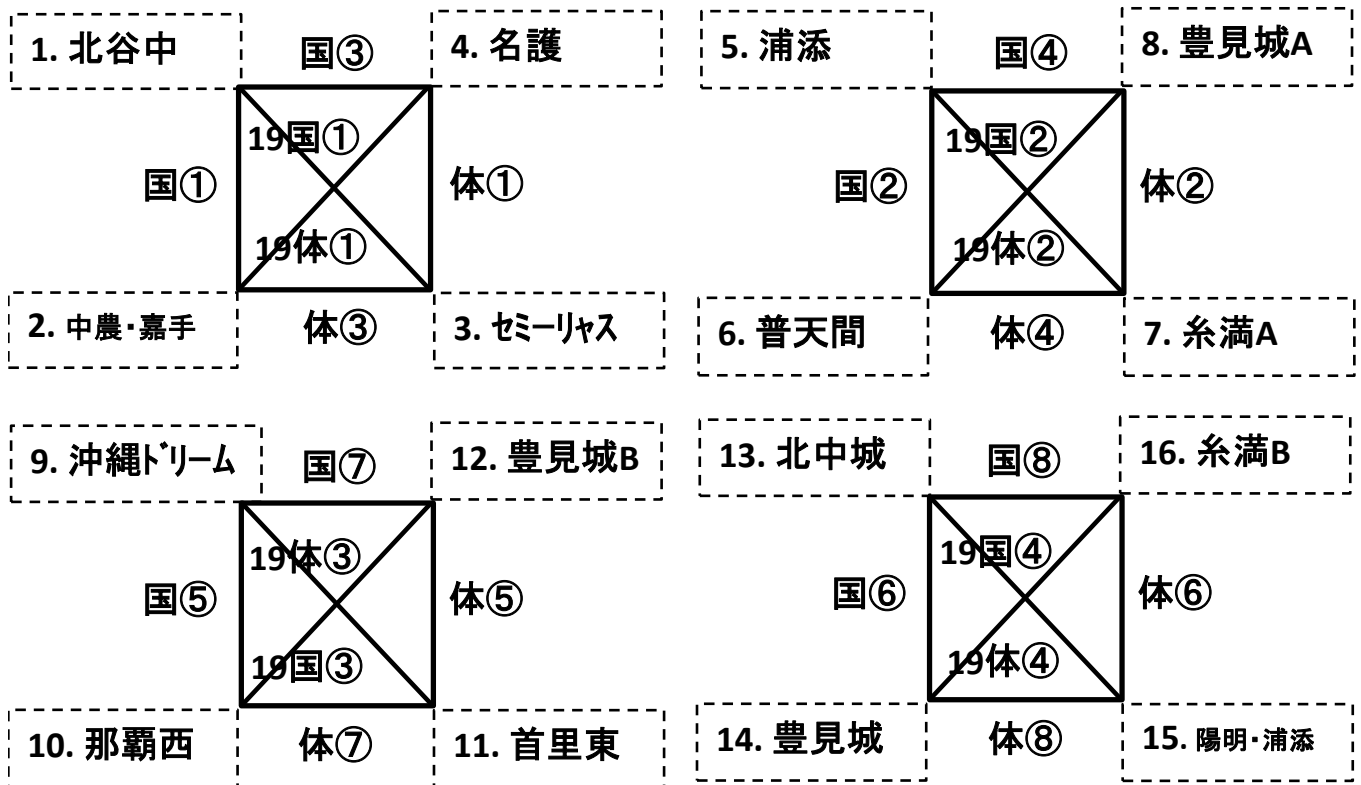 1. 北谷中 国③ 4. 名護
19国①
国① 体①
19体①
2. 中農・嘉手 体③ 3. セミーリャス
5. 浦添 国④ 8. 豊見城A
19国②
国② 体②
19体②
6. 普天間 体④ 7. 糸満A
9. 沖縄ドリーム 国⑦ 12. 豊見城B
19体③
国⑤ 体⑤
19国③
10. 那覇西 体⑦ 11. 首里東
13. 北中城 国⑧ 16. 糸満B
19国④
国⑥ 体⑥
19体④
14. 豊見城 体⑧ 15. 陽明・浦添